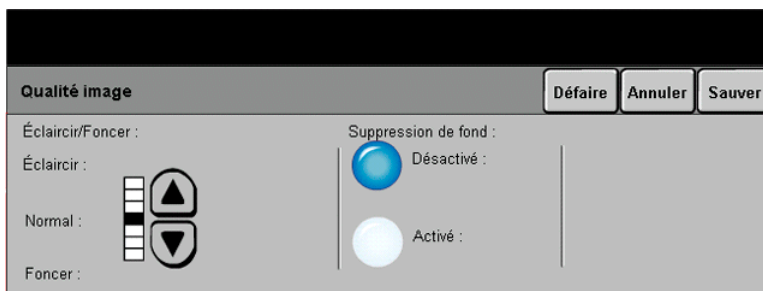 Qualité image
Défaire
Annuler
Sauver
Éclaircir/Foncer :
Éclaircir :
Normal :
Foncer :
Suppression de fond :
Désactivé :
Activé :